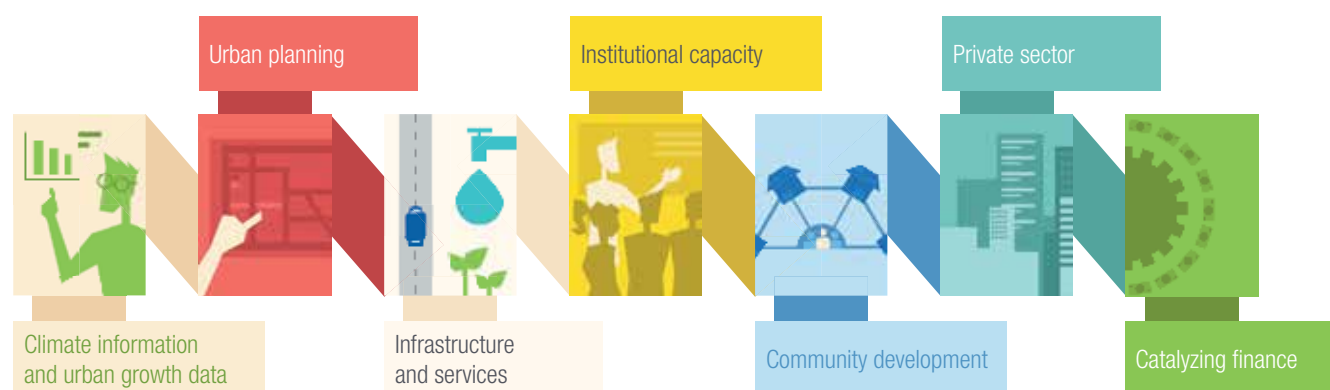 Urban planning
Institutional capacity
Private sector
Climate information
and urban growth data
Infrastructure
and services
Community development
Catalyzing finance